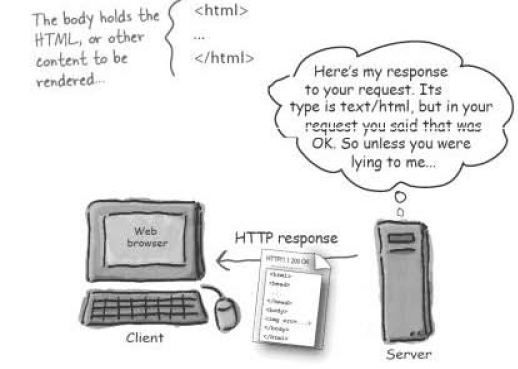 The body holds the
HTML, or other
content to be
rendered...
<html>
...
</html>
Here's my response
to your request. Its
type is text/html, but in your
request you said that was
OK. So unless you were
lying to me...
Web
browser
HTTP response
HTTP/1.1 200 OK
<html>
<head>
...
</head>
<body>
<img src=.....>
</body>
</html>
Client
Server